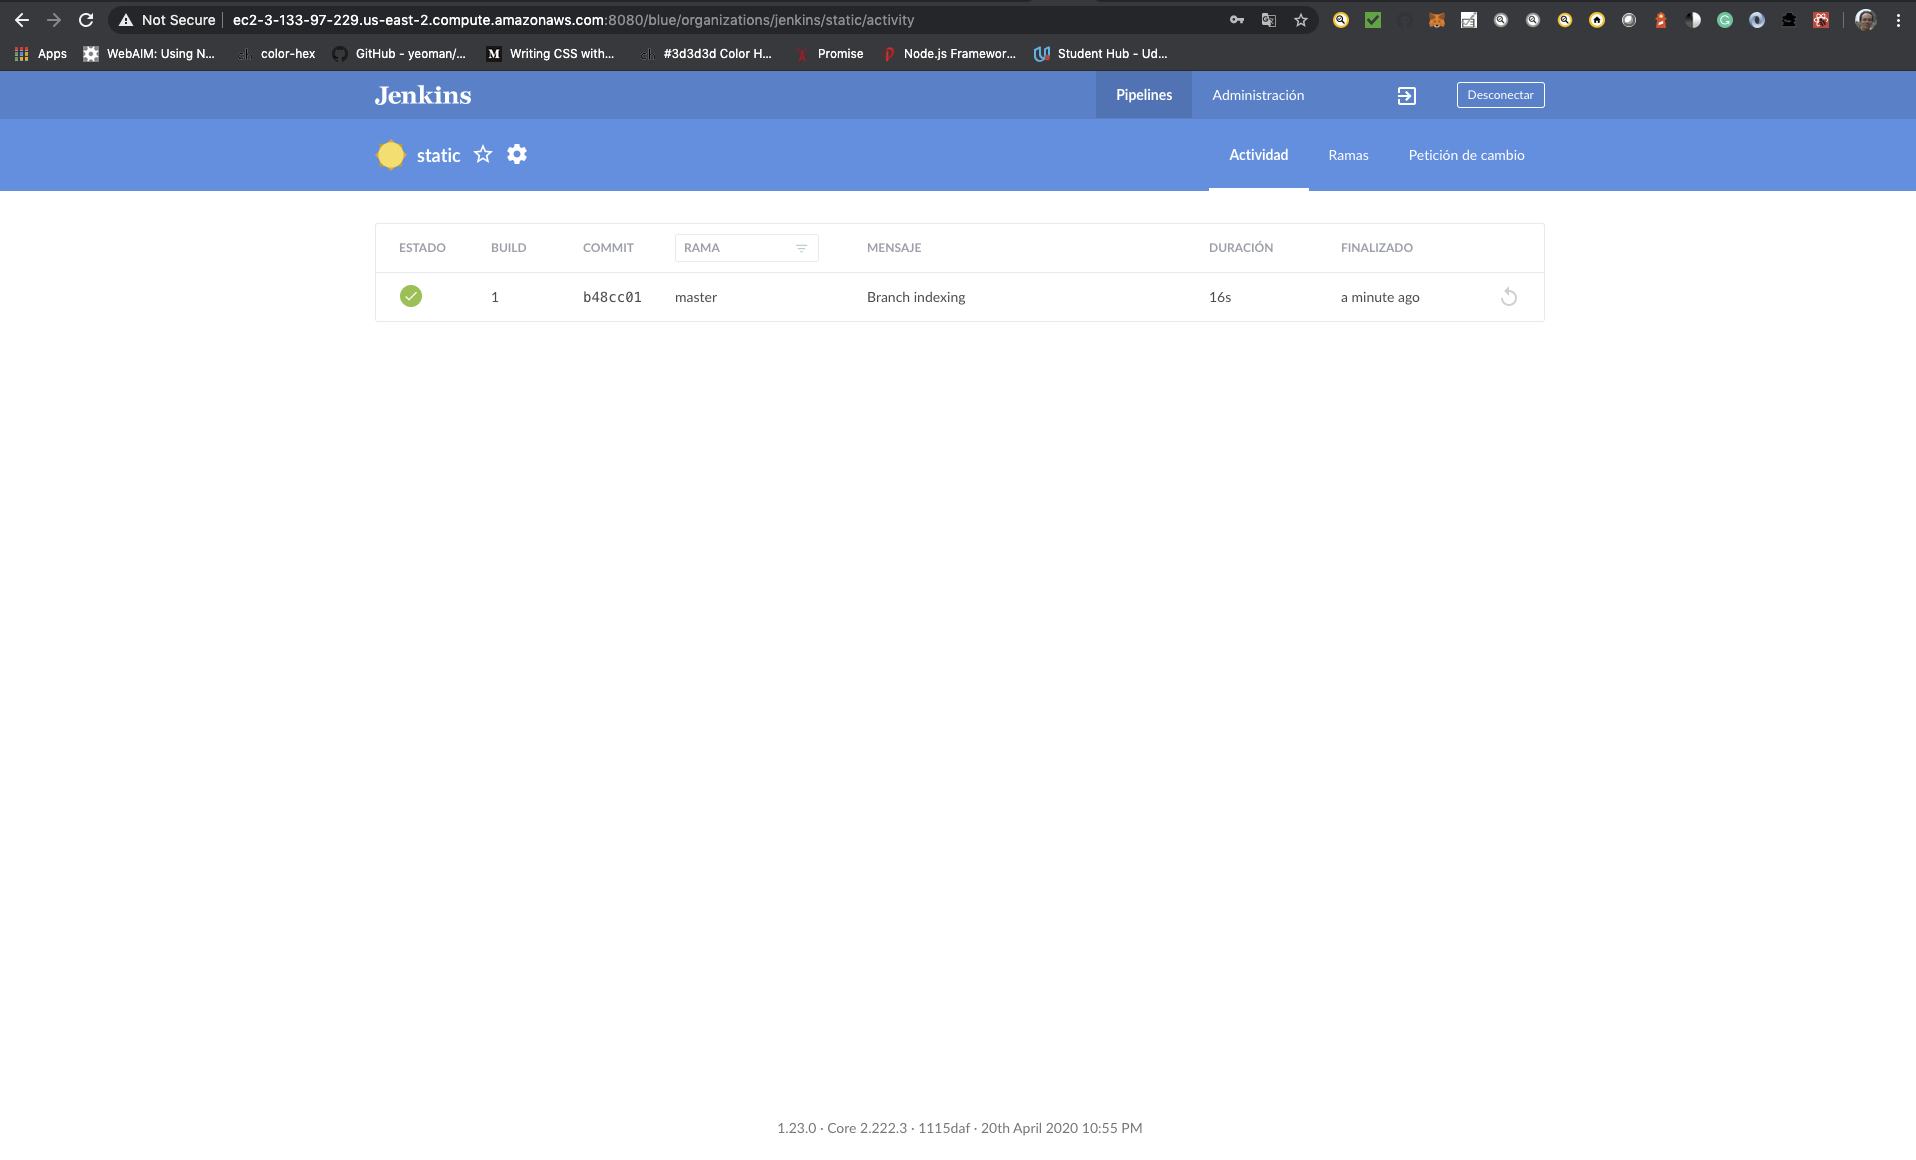 Not Secure ec2-3-133-97-229.us-east-2.compute.amazonaws.com:8080/blue/organizations/jenkins/static/activity
Apps WebAIM: Using N... color-hex GitHub - yeoman/... Writing CSS with... #3d3d3d Color H... Promise Node.js Framewor... Student Hub - Ud...
Jenkins Pipelines Administración Desconectar
static Actividad Ramas Petición de cambio
ESTADO BUILD COMMIT RAMA MENSAJE DURACIÓN FINALIZADO
1 b48cc01 master Branch indexing 16s a minute ago
1.23.0 · Core 2.222.3 · 1115daf · 20th April 2020 10:55 PM